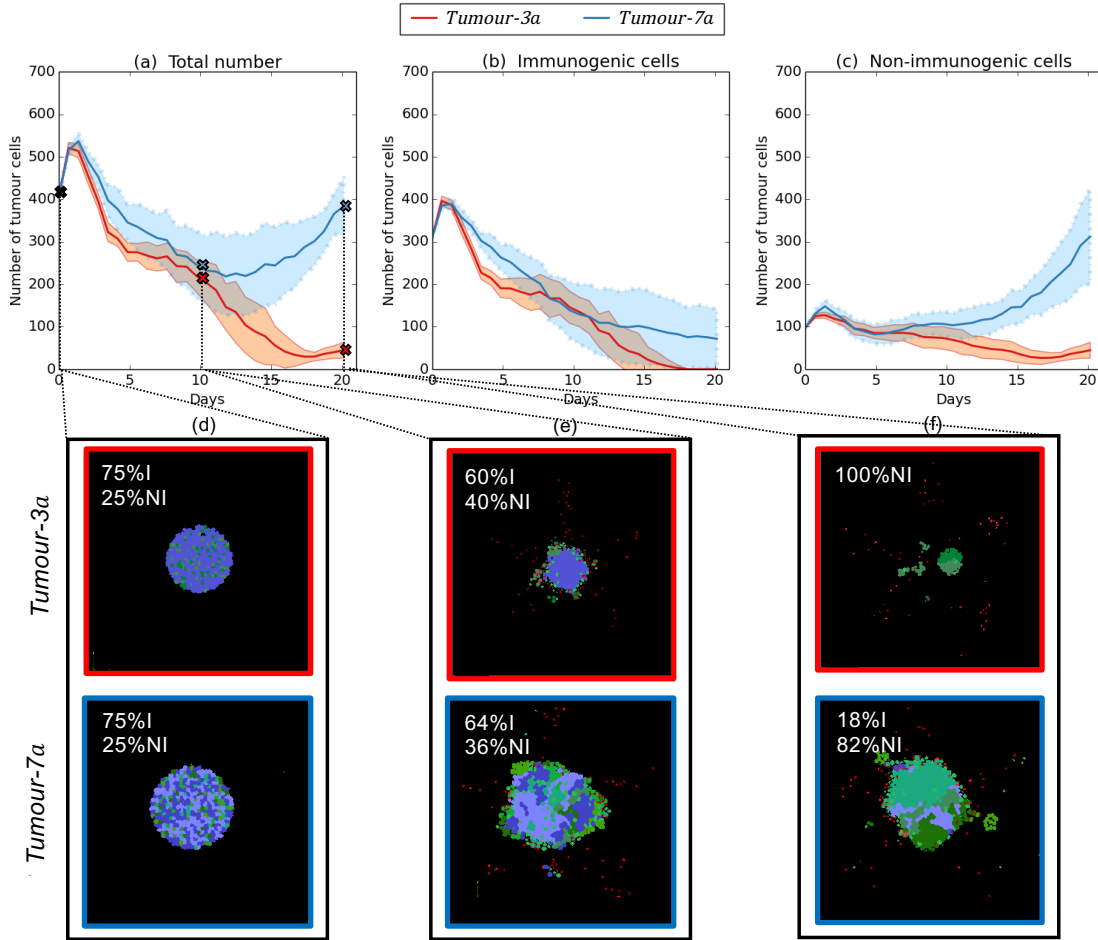 Tumour-3a Tumour-7a
(a) Total number
(b) Immunogenic cells
(c) Non-immunogenic cells
Number of tumour cells
700
600
500
400
300
200
100
0
0 5 10 15 20
Days
Number of tumour cells
700
600
500
400
300
200
100
0
0 5 10 15 20
Days
Number of tumour cells
700
600
500
400
300
200
100
0
0 5 10 15 20
Days
(d)
(e)
(f)
Tumour-3a
75%I
25%NI
60%I
40%NI
100%NI
Tumour-7a
75%I
25%NI
64%I
36%NI
18%I
82%NI